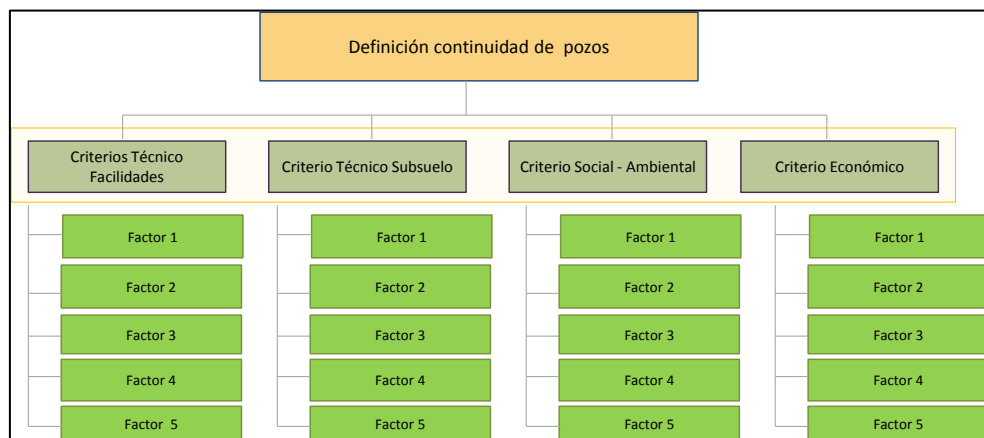 Definición continuidad de pozos
Criterios Técnico
Facilidades
Criterio Técnico Subsuelo
Criterio Social - Ambiental
Criterio Económico
Factor 1
Factor 2
Factor 3
Factor 4
Factor 5
Factor 1
Factor 2
Factor 3
Factor 4
Factor 5
Factor 1
Factor 2
Factor 3
Factor 4
Factor 5
Factor 1
Factor 2
Factor 3
Factor 4
Factor 5